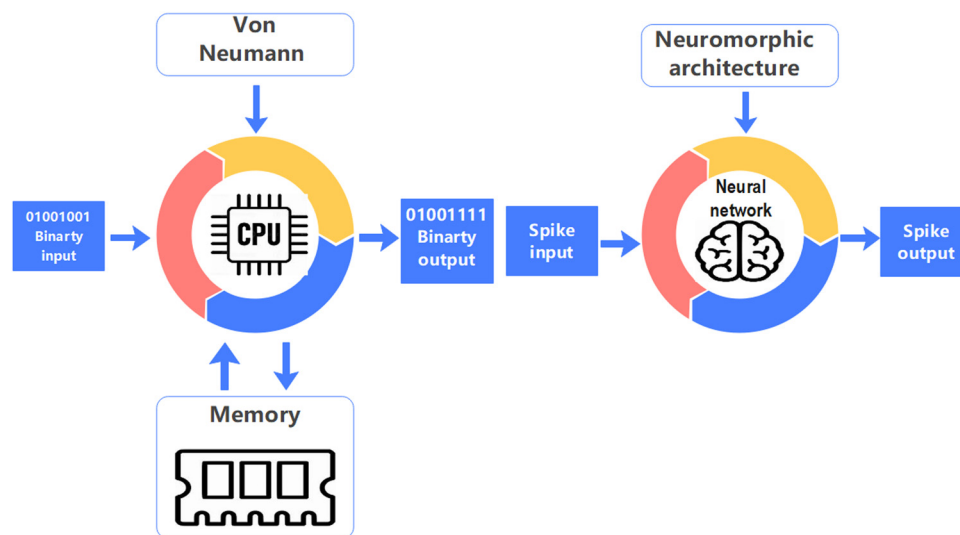 Von
Neumann
Neuromorphic
architecture
01001001
Binarty
input
CPU
01001111
Binarty
output
Spike
input
Neural
network
Spike
output
Memory